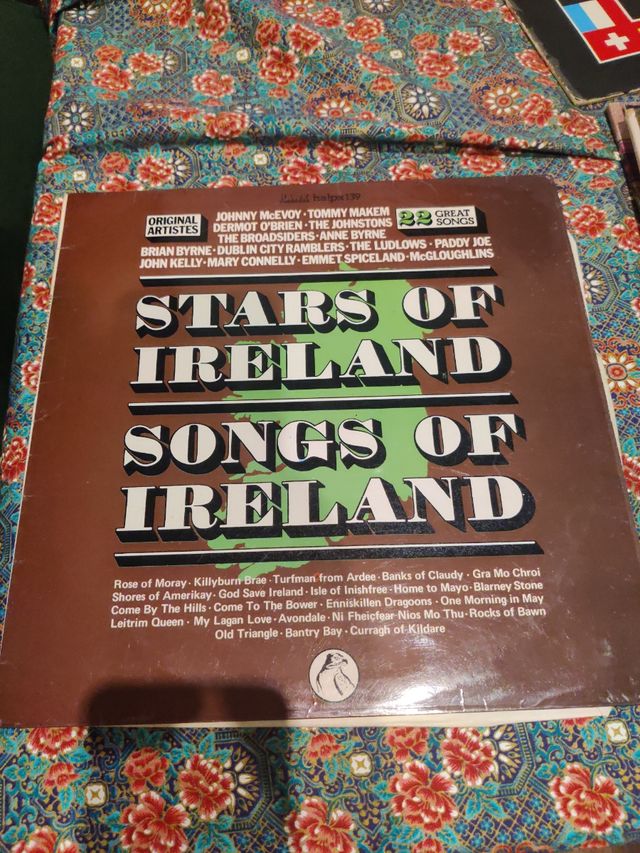 halpx139
ORIGINAL
ARTISTES
JOHNNY McEVOY · TOMMY MAKEM
DERMOT O'BRIEN · THE JOHNSTONS
THE BROADSIDERS · ANNE BYRNE
22 GREAT
SONGS
BRIAN BYRNE · DUBLIN CITY RAMBLERS · THE LUDLOWS · PADDY JOE
JOHN KELLY · MARY CONNELLY · EMMET SPICELAND · McGLOUGHLINS
STARS OF
IRELAND
SONGS OF
IRELAND
Rose of Moray · Killyburn Brae · Turfman from Ardee · Banks of Claudy · Gra Mo Chroi
Shores of Amerikay · God Save Ireland · Isle of Inishfree · Home to Mayo · Blarney Stone
Come By The Hills · Come To The Bower · Enniskillen Dragoons · One Morning in May
Leitrim Queen · My Lagan Love · Avondale · Ni Fheicfear Nios Mo Thu · Rocks of Bawn
Old Triangle · Bantry Bay · Curragh of Kildare